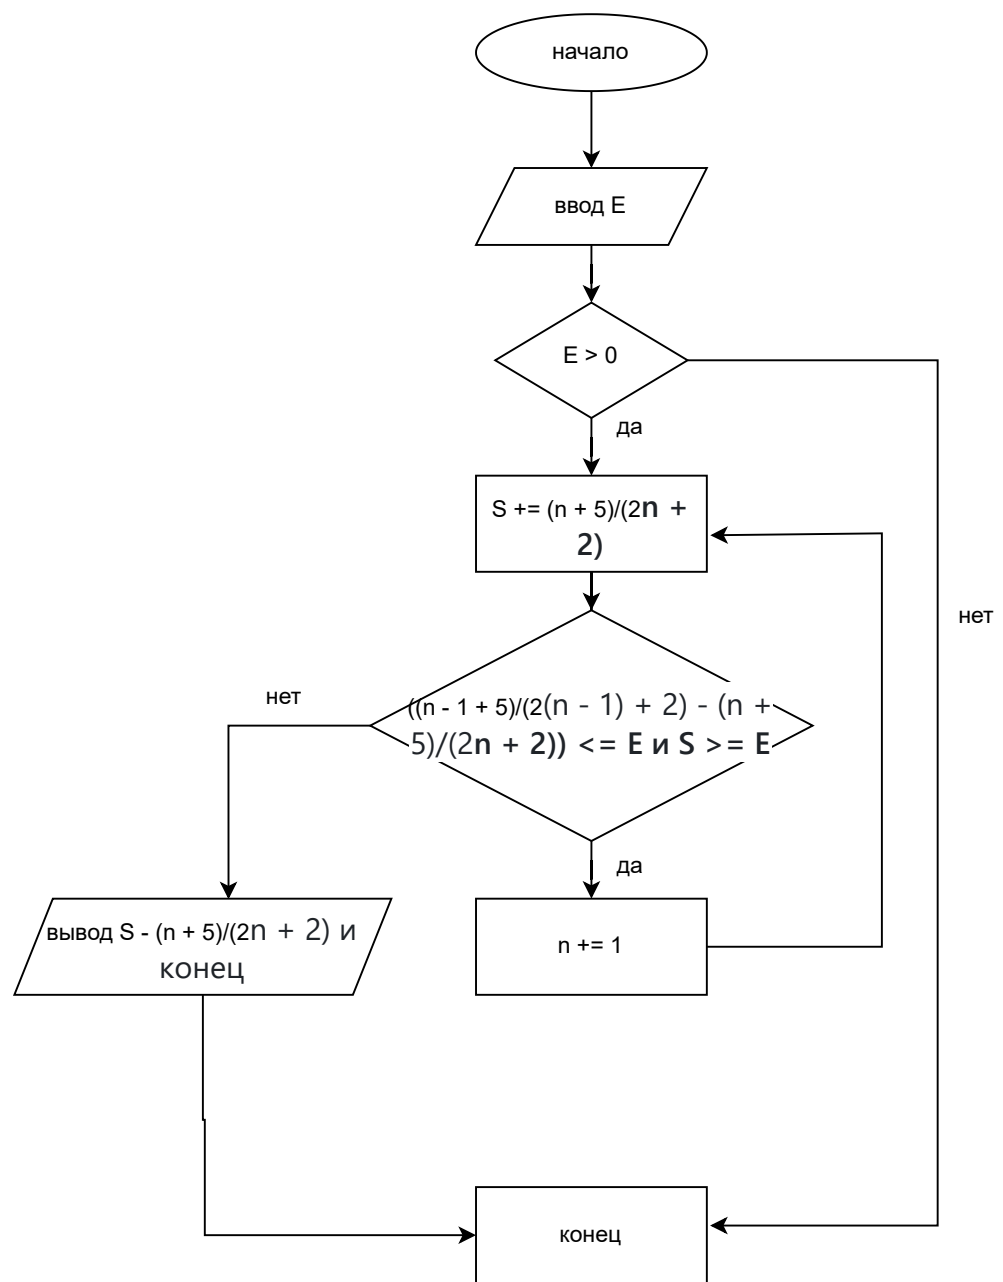 начало
ввод E
E > 0
да
S += (n + 5)/(2n +
2)
нет
нет
((n - 1 + 5)/(2(n - 1) + 2) - (n +
5)/(2n + 2)) <= E и S >= E
да
вывод S - (n + 5)/(2n + 2) и
конец
n += 1
конец